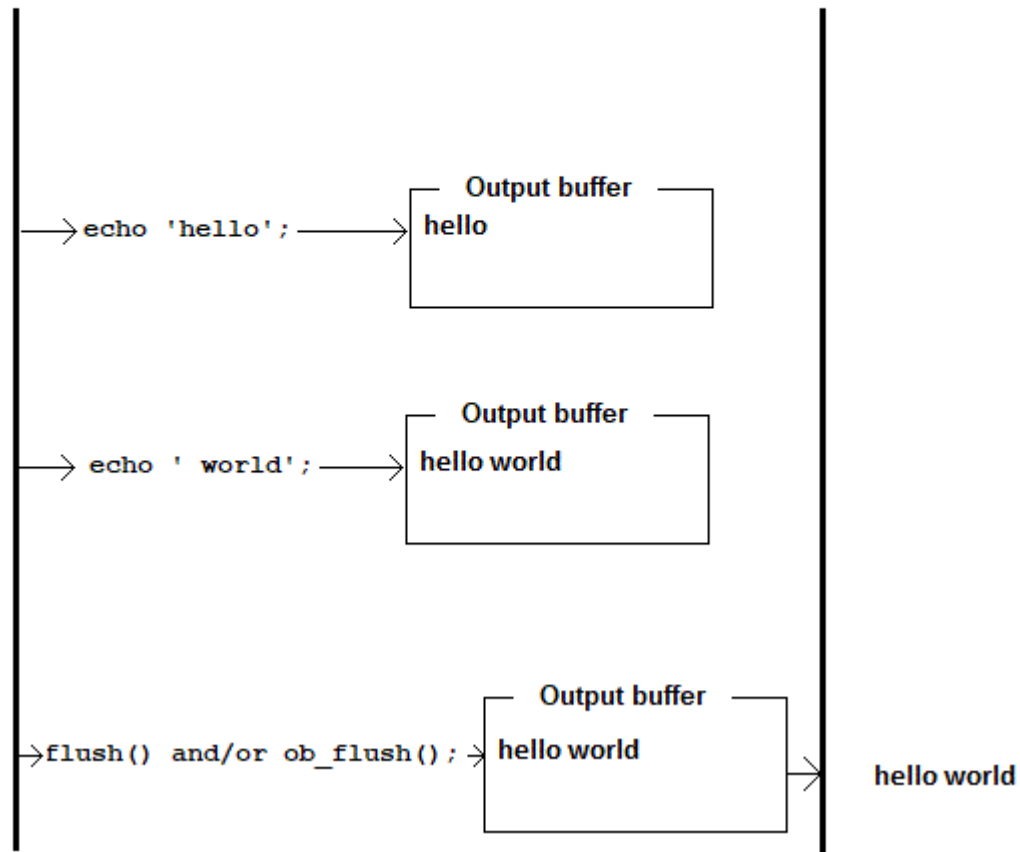 Output buffer
echo 'hello';
hello
Output buffer
echo ' world';
hello world
Output buffer
flush() and/or ob_flush();
hello world
hello world